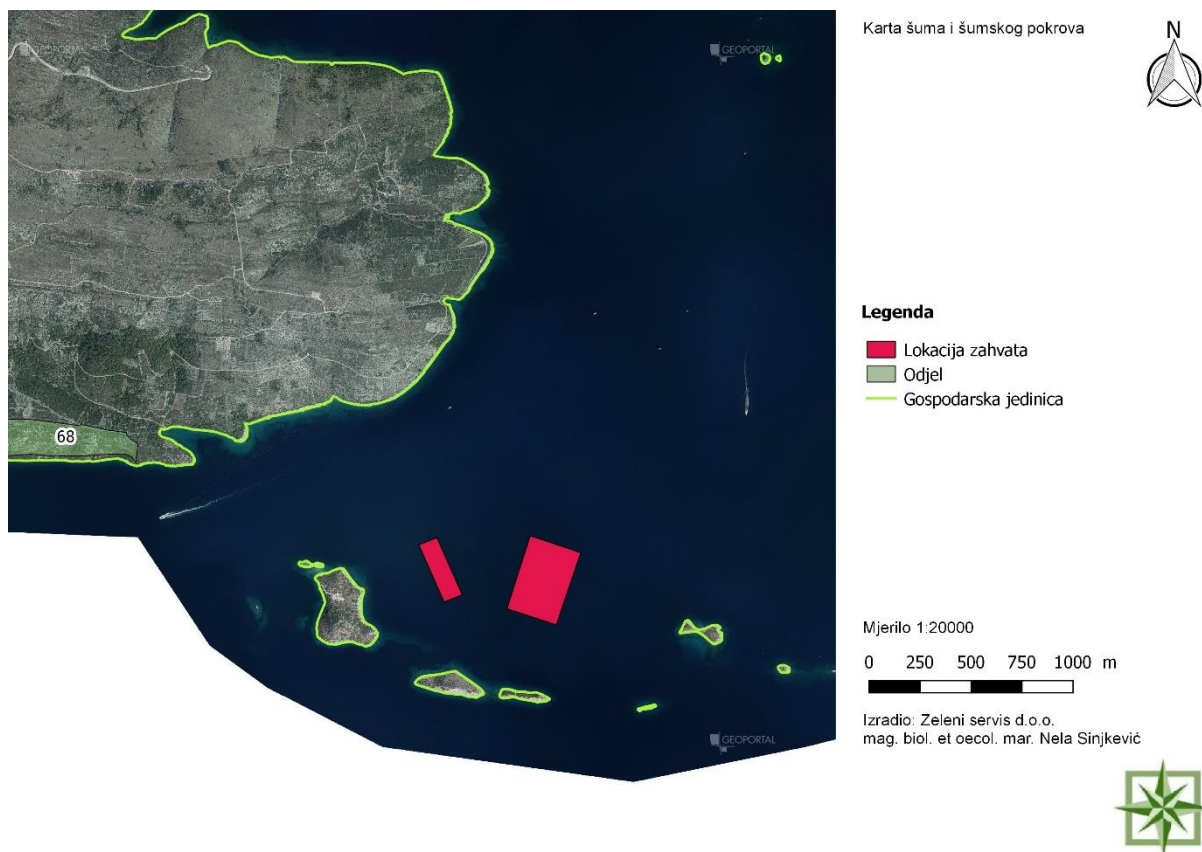 Karta šuma i šumskog pokrova
N
GEOPORTAL
GEOPORTAL
68
Legenda
Lokacija zahvata
Odjel
Gospodarska jedinica
Mjerilo 1:20000
0 250 500 750 1000 m
Izradio: Zeleni servis d.o.o.
mag. biol. et oecol. mar. Nela Sinjkević
GEOPORTAL